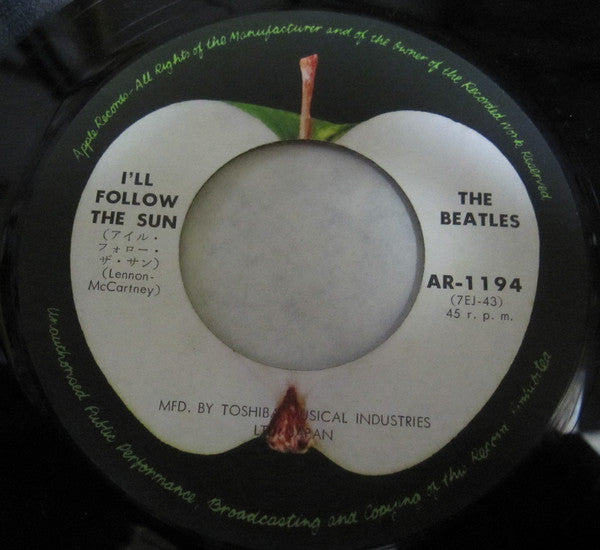 Apple Records-All Rights of the Manufacturer and of the Owner of the Recorded Work Reserved
I'LL
FOLLOW
THE SUN
(アイル・
フォロー・
ザ・サン)
(Lennon-
McCartney)
THE
BEATLES
AR-1194
(7EJ-43)
45 r. p. m.
MFD. BY TOSHIBA MUSICAL INDUSTRIES
LTD. JAPAN
Unauthorised Public Performance, Broadcasting and Copying of this Record Prohibited